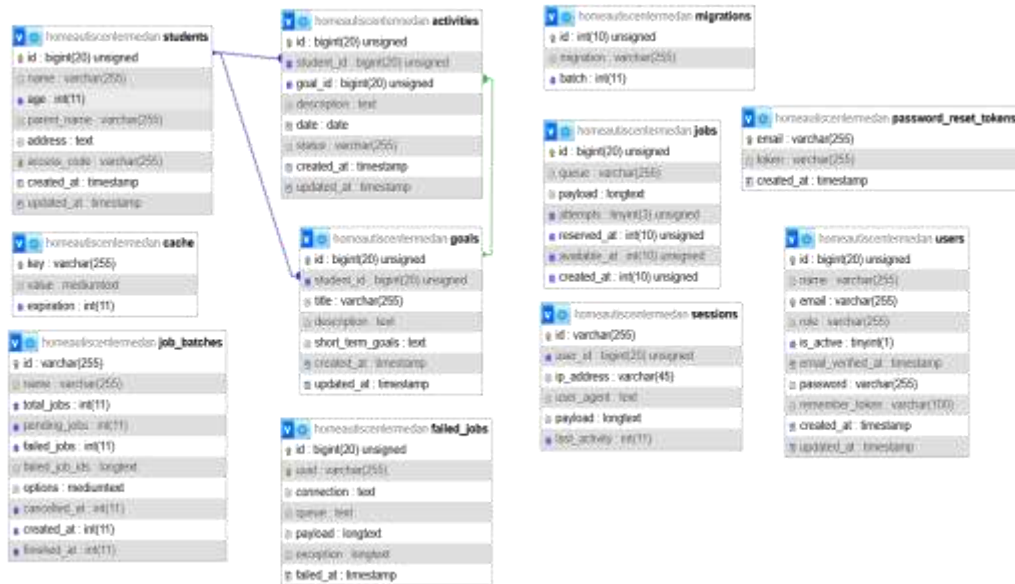 homeautiscentermedan students
id : bigint(20) unsigned
name : varchar(255)
age : int(11)
parent_name : varchar(255)
address : text
access_code : varchar(255)
created_at : timestamp
updated_at : timestamp
homeautiscentermedan activities
id : bigint(20) unsigned
student_id : bigint(20) unsigned
goal_id : bigint(20) unsigned
description : text
date : date
status : varchar(255)
created_at : timestamp
updated_at : timestamp
homeautiscentermedan migrations
id : int(10) unsigned
migration : varchar(255)
batch : int(11)
homeautiscentermedan jobs
id : bigint(20) unsigned
queue : varchar(255)
payload : longtext
attempts : tinyint(3) unsigned
reserved_at : int(10) unsigned
available_at : int(10) unsigned
created_at : int(10) unsigned
homeautiscentermedan password_reset_tokens
email : varchar(255)
token : varchar(255)
created_at : timestamp
homeautiscentermedan cache
key : varchar(255)
value : mediumtext
expiration : int(11)
homeautiscentermedan goals
id : bigint(20) unsigned
student_id : bigint(20) unsigned
title : varchar(255)
description : text
short_term_goals : text
created_at : timestamp
updated_at : timestamp
homeautiscentermedan users
id : bigint(20) unsigned
name : varchar(255)
email : varchar(255)
role : varchar(255)
is_active : tinyint(1)
email_verified_at : timestamp
password : varchar(255)
remember_token : varchar(100)
created_at : timestamp
updated_at : timestamp
homeautiscentermedan job_batches
id : varchar(255)
name : varchar(255)
total_jobs : int(11)
pending_jobs : int(11)
failed_jobs : int(11)
failed_job_ids : longtext
options : mediumtext
cancelled_at : int(11)
created_at : int(11)
finished_at : int(11)
homeautiscentermedan sessions
id : varchar(255)
user_id : bigint(20) unsigned
ip_address : varchar(45)
user_agent : text
payload : longtext
last_activity : int(11)
homeautiscentermedan failed_jobs
id : bigint(20) unsigned
uuid : varchar(255)
connection : text
queue : text
payload : longtext
exception : longtext
failed_at : timestamp